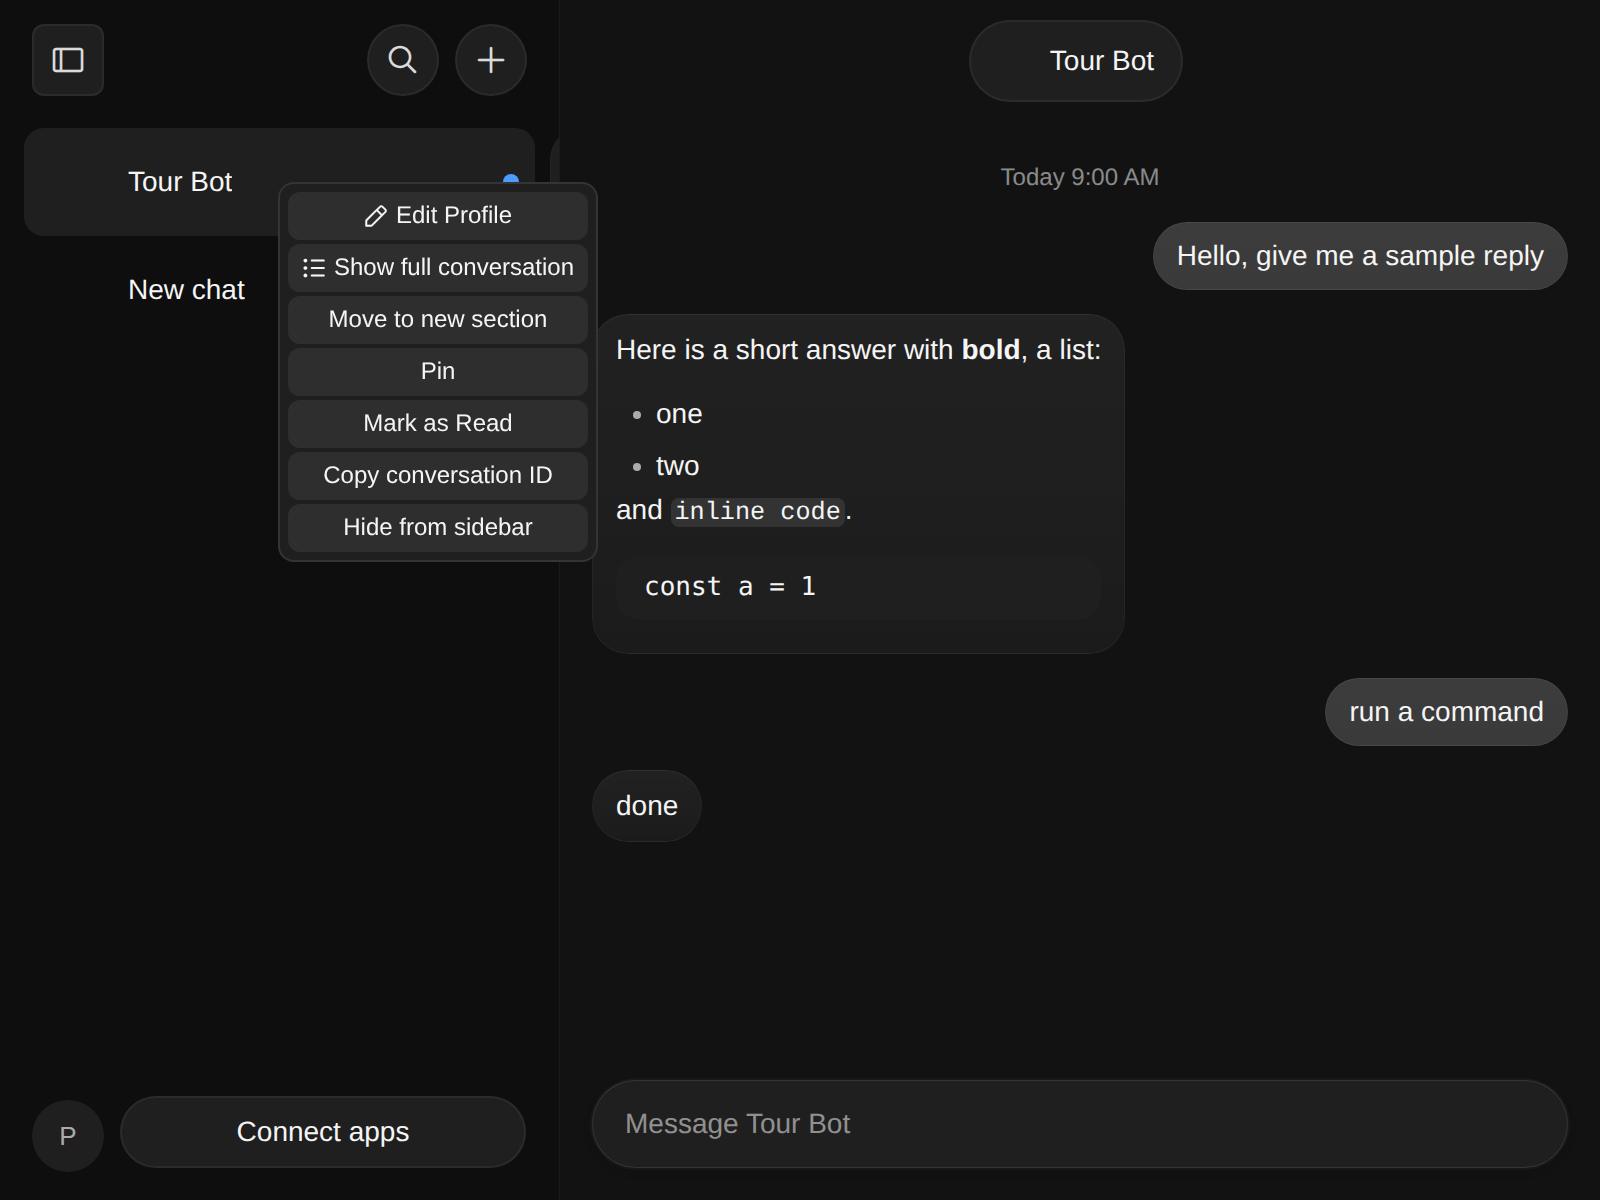 Tour Bot
New chat
Edit Profile
Show full conversation
Move to new section
Pin
Mark as Read
Copy conversation ID
Hide from sidebar
P
Connect apps
Tour Bot
Today 9:00 AM
Hello, give me a sample reply
Here is a short answer with bold, a list:
one
two
and inline code.
const a = 1
run a command
done
Message Tour Bot